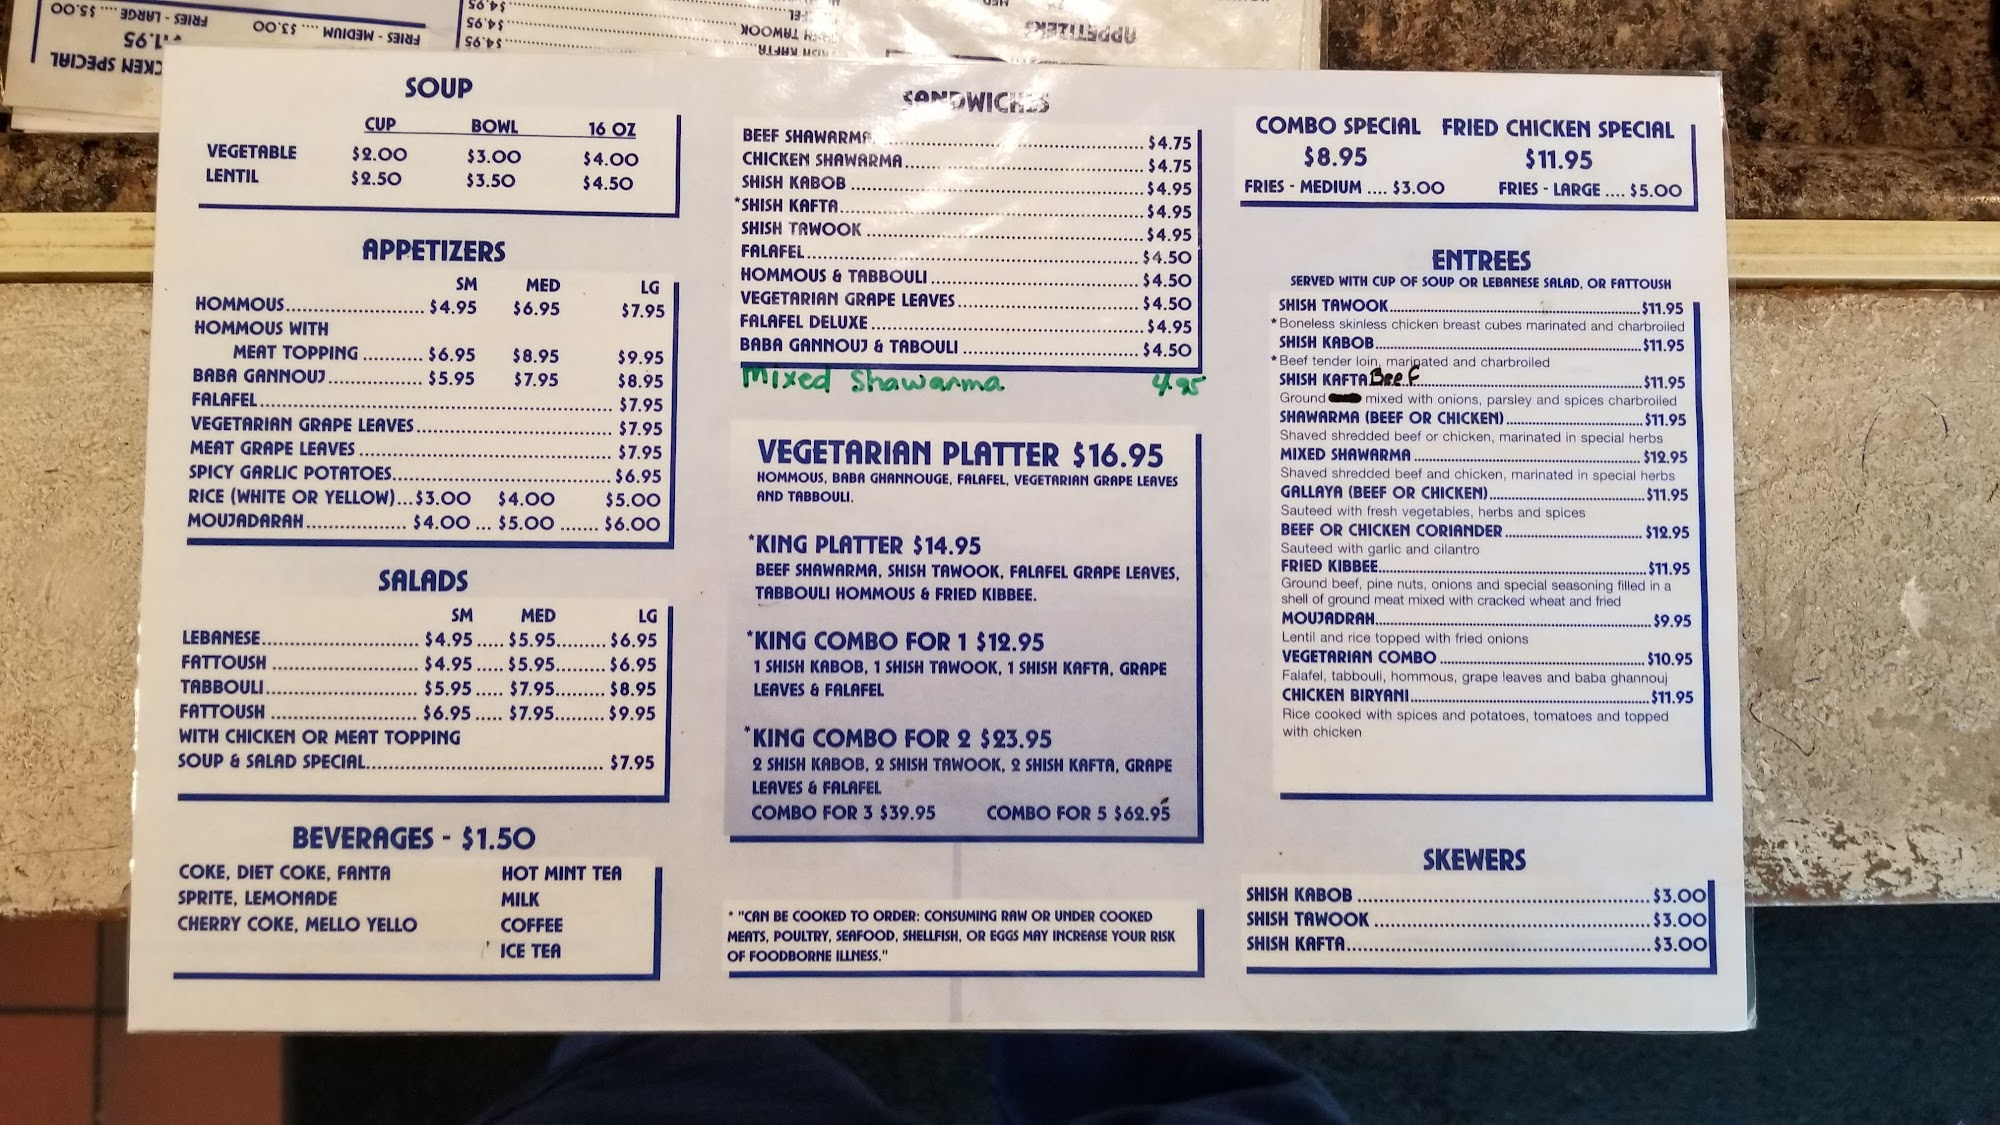 CKEN SPECIAL
FRIES - MEDIUM .... $3.00
FRIES - LARGE .... $5.00
$4.95
$4.95
$4.95
APPETIZERS
SOUP
CUP BOWL 16 OZ
VEGETABLE $2.00 $3.00 $4.00
LENTIL $2.50 $3.50 $4.50
APPETIZERS
SM MED LG
HOMMOUS.................... $4.95 $6.95 $7.95
HOMMOUS WITH
MEAT TOPPING .......... $6.95 $8.95 $9.95
BABA GANNOUJ ................ $5.95 $7.95 $8.95
FALAFEL ............................................................ $7.95
VEGETARIAN GRAPE LEAVES ................................. $7.95
MEAT GRAPE LEAVES ........................................... $7.95
SPICY GARLIC POTATOES ..................................... $6.95
RICE (WHITE OR YELLOW)... $3.00 $4.00 $5.00
MOUJADARAH ................. $4.00 ... $5.00 ....... $6.00
SALADS
SM MED LG
LEBANESE ........................... $4.95 ..... $5.95......... $6.95
FATTOUSH ......................... $4.95 ..... $5.95......... $6.95
TABBOULI .......................... $5.95 ..... $7.95......... $8.95
FATTOUSH ......................... $6.95 ..... $7.95......... $9.95
WITH CHICKEN OR MEAT TOPPING
SOUP & SALAD SPECIAL......................................... $7.95
BEVERAGES - $1.50
COKE, DIET COKE, FANTA
SPRITE, LEMONADE
CHERRY COKE, MELLO YELLO
HOT MINT TEA
MILK
COFFEE
ICE TEA
SANDWICHES
BEEF SHAWARMA ............................................. $4.75
CHICKEN SHAWARMA ........................................ $4.75
SHISH KABOB .................................................. $4.95
*SHISH KAFTA .................................................. $4.95
SHISH TAWOOK ............................................... $4.95
FALAFEL .......................................................... $4.50
HOMMOUS & TABBOULI .................................... $4.50
VEGETARIAN GRAPE LEAVES ............................... $4.50
FALAFEL DELUXE .............................................. $4.95
BABA GANNOUJ & TABOULI ............................... $4.50
Mixed Shawarma 4.95
VEGETARIAN PLATTER $16.95
HOMMOUS, BABA GHANNOUGE, FALAFEL, VEGETARIAN GRAPE LEAVES
AND TABBOULI.
*KING PLATTER $14.95
BEEF SHAWARMA, SHISH TAWOOK, FALAFEL GRAPE LEAVES,
TABBOULI HOMMOUS & FRIED KIBBEE.
*KING COMBO FOR 1 $12.95
1 SHISH KABOB, 1 SHISH TAWOOK, 1 SHISH KAFTA, GRAPE
LEAVES & FALAFEL
*KING COMBO FOR 2 $23.95
2 SHISH KABOB, 2 SHISH TAWOOK, 2 SHISH KAFTA, GRAPE
LEAVES & FALAFEL
COMBO FOR 3 $39.95 COMBO FOR 5 $62.95
* "CAN BE COOKED TO ORDER: CONSUMING RAW OR UNDER COOKED
MEATS, POULTRY, SEAFOOD, SHELLFISH, OR EGGS MAY INCREASE YOUR RISK
OF FOODBORNE ILLNESS."
COMBO SPECIAL FRIED CHICKEN SPECIAL
$8.95 $11.95
FRIES - MEDIUM .... $3.00 FRIES - LARGE .... $5.00
ENTREES
SERVED WITH CUP OF SOUP OR LEBANESE SALAD, OR FATTOUSH
SHISH TAWOOK ............................................. $11.95
*Boneless skinless chicken breast cubes marinated and charbroiled
SHISH KABOB ................................................ $11.95
*Beef tender loin, marinated and charbroiled
SHISH KAFTA Beef ........................................ $11.95
Ground mixed with onions, parsley and spices charbroiled
SHAWARMA (BEEF OR CHICKEN) ......................... $11.95
Shaved shredded beef or chicken, marinated in special herbs
MIXED SHAWARMA ......................................... $12.95
Shaved shredded beef and chicken, marinated in special herbs
GALLAYA (BEEF OR CHICKEN) ............................. $11.95
Sauteed with fresh vegetables, herbs and spices
BEEF OR CHICKEN CORIANDER ........................... $12.95
Sauteed with garlic and cilantro
FRIED KIBBEE ................................................. $11.95
Ground beef, pine nuts, onions and special seasoning filled in a
shell of ground meat mixed with cracked wheat and fried
MOUJADRAH .................................................. $9.95
Lentil and rice topped with fried onions
VEGETARIAN COMBO ....................................... $10.95
Falafel, tabbouli, hommous, grape leaves and baba ghannouj
CHICKEN BIRYANI ............................................ $11.95
Rice cooked with spices and potatoes, tomatoes and topped
with chicken
SKEWERS
SHISH KABOB ................................................. $3.00
SHISH TAWOOK .............................................. $3.00
SHISH KAFTA .................................................. $3.00